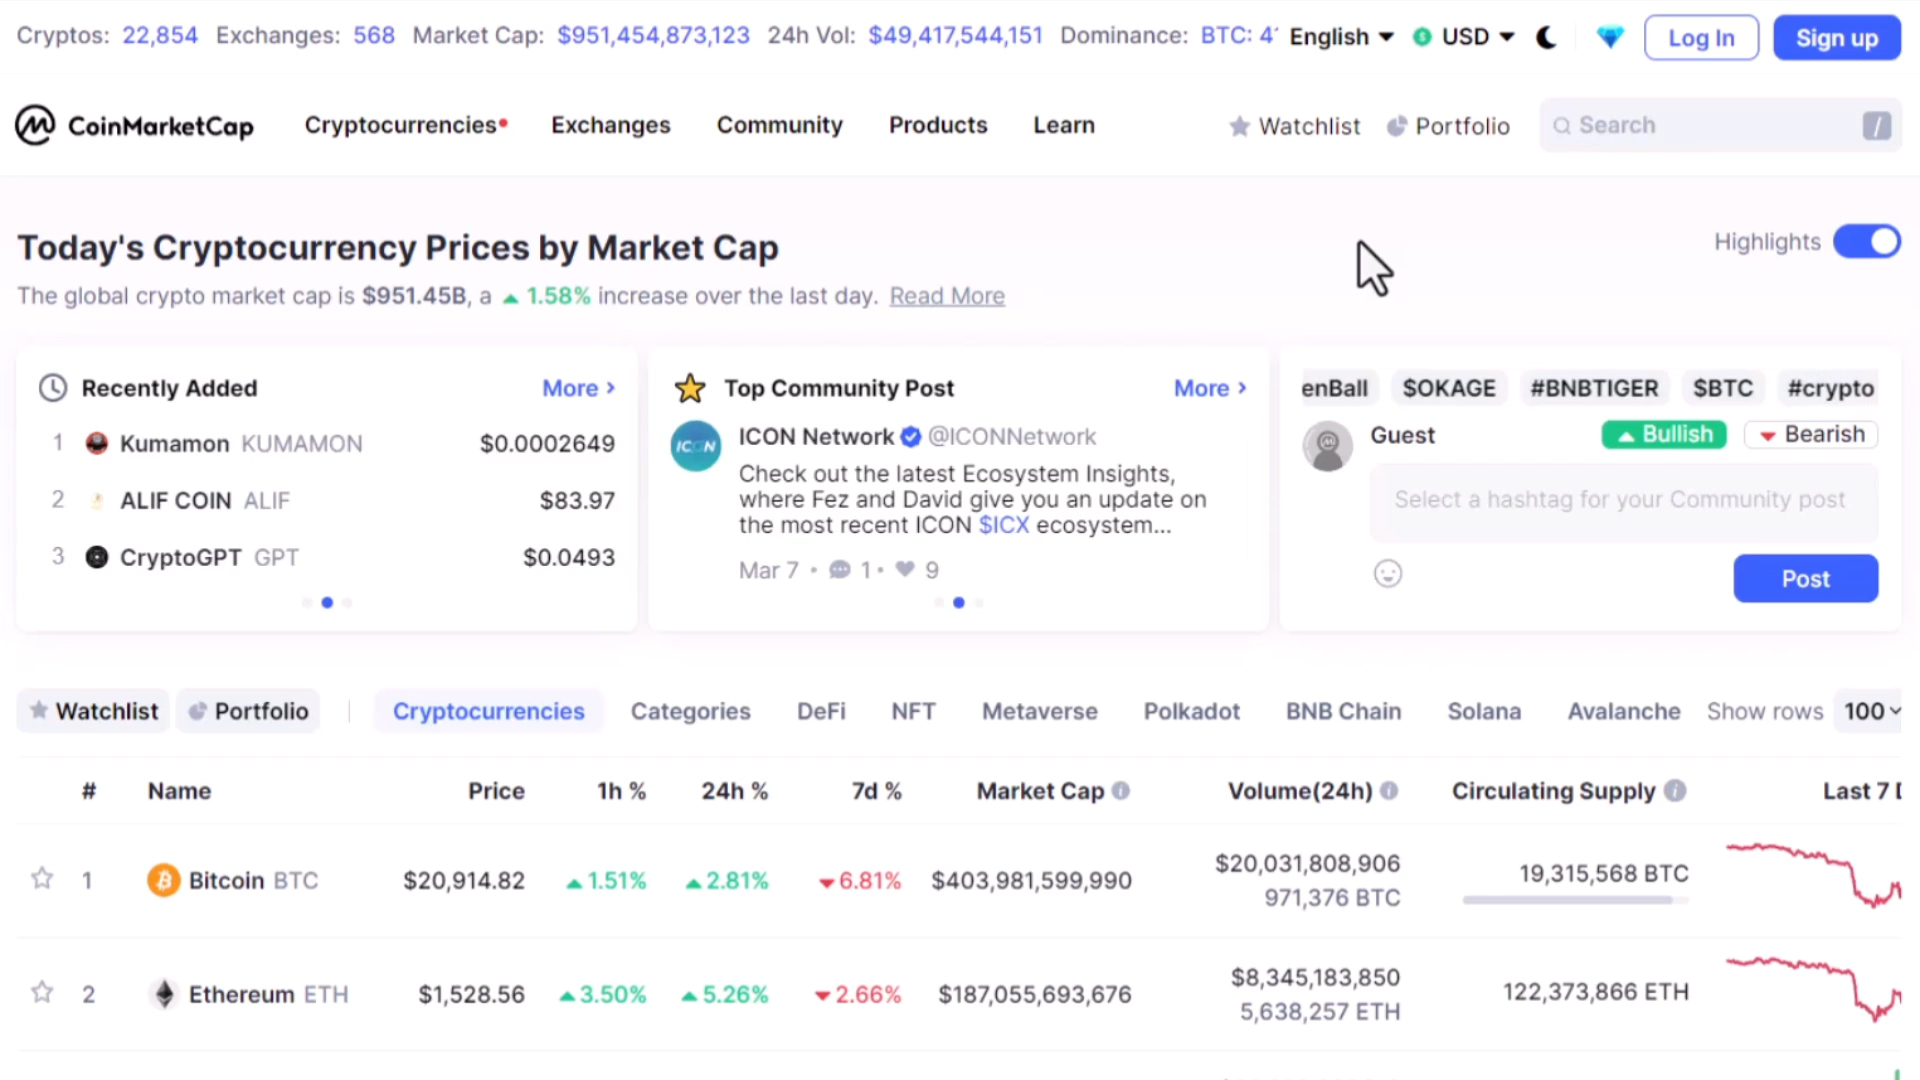 Cryptos: 22,854 Exchanges: 568 Market Cap: $951,454,873,123 24h Vol: $49,417,544,151 Dominance: BTC: English USD Log In Sign up
CoinMarketCap Cryptocurrencies Exchanges Community Products Learn Watchlist Portfolio Search /
Today's Cryptocurrency Prices by Market Cap
Highlights
The global crypto market cap is $951.45B, a 1.58% increase over the last day. Read More
Recently Added More >
1 Kumamon KUMAMON $0.0002649
2 ALIF COIN ALIF $83.97
3 CryptoGPT GPT $0.0493
Top Community Post More >
ICON
ICON Network @ICONNetwork
Check out the latest Ecosystem Insights,
where Fez and David give you an update on
the most recent ICON $ICX ecosystem...
Mar 7 • 1 • 9
enBall $OKAGE #BNBTIGER $BTC #crypto
Guest Bullish Bearish
Select a hashtag for your Community post
Post
Watchlist Portfolio Cryptocurrencies Categories DeFi NFT Metaverse Polkadot BNB Chain Solana Avalanche Show rows 100
# Name Price 1h % 24h % 7d % Market Cap Volume(24h) Circulating Supply Last 7
1 Bitcoin BTC $20,914.82 1.51% 2.81% 6.81% $403,981,599,990 $20,031,808,906 19,315,568 BTC
971,376 BTC
2 Ethereum ETH $1,528.56 3.50% 5.26% 2.66% $187,055,693,676 $8,345,183,850 122,373,866 ETH
5,638,257 ETH